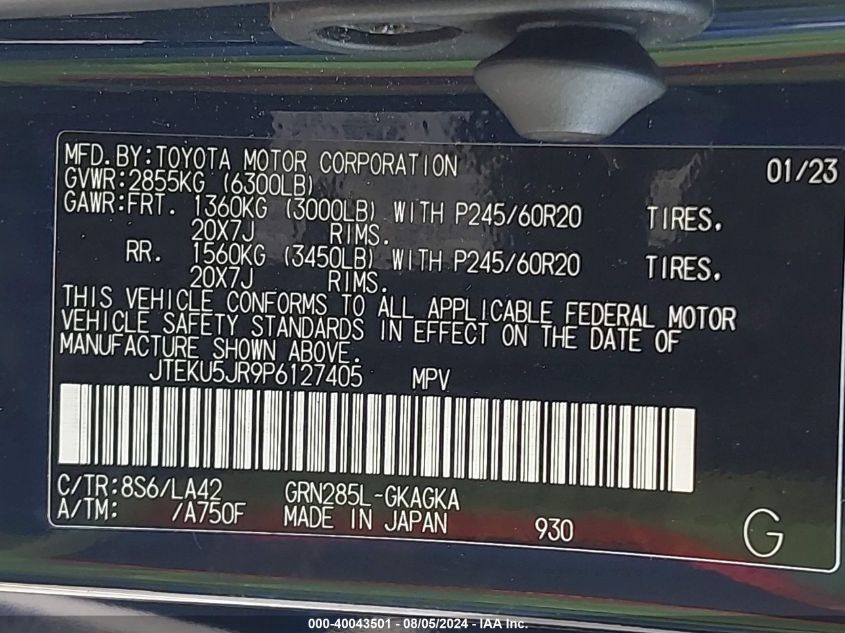 MFD.BY:TOYOTA MOTOR CORPORATION 01/23
GVWR:2855KG (6300LB)
GAWR:FRT. 1360KG (3000LB) WITH P245/60R20 TIRES.
20X7J RIMS.
RR. 1560KG (3450LB) WITH P245/60R20 TIRES.
20X7J RIMS.
THIS VEHICLE CONFORMS TO ALL APPLICABLE FEDERAL MOTOR
VEHICLE SAFETY STANDARDS IN EFFECT ON THE DATE OF
MANUFACTURE SHOWN ABOVE.
JTEKU5JR9P6127405 MPV
C/TR:8S6/LA42 GRN285L-GKAGKA
A/TM: /A750F MADE IN JAPAN 930 G
000-40043501 - 08/05/2024 - IAA Inc.